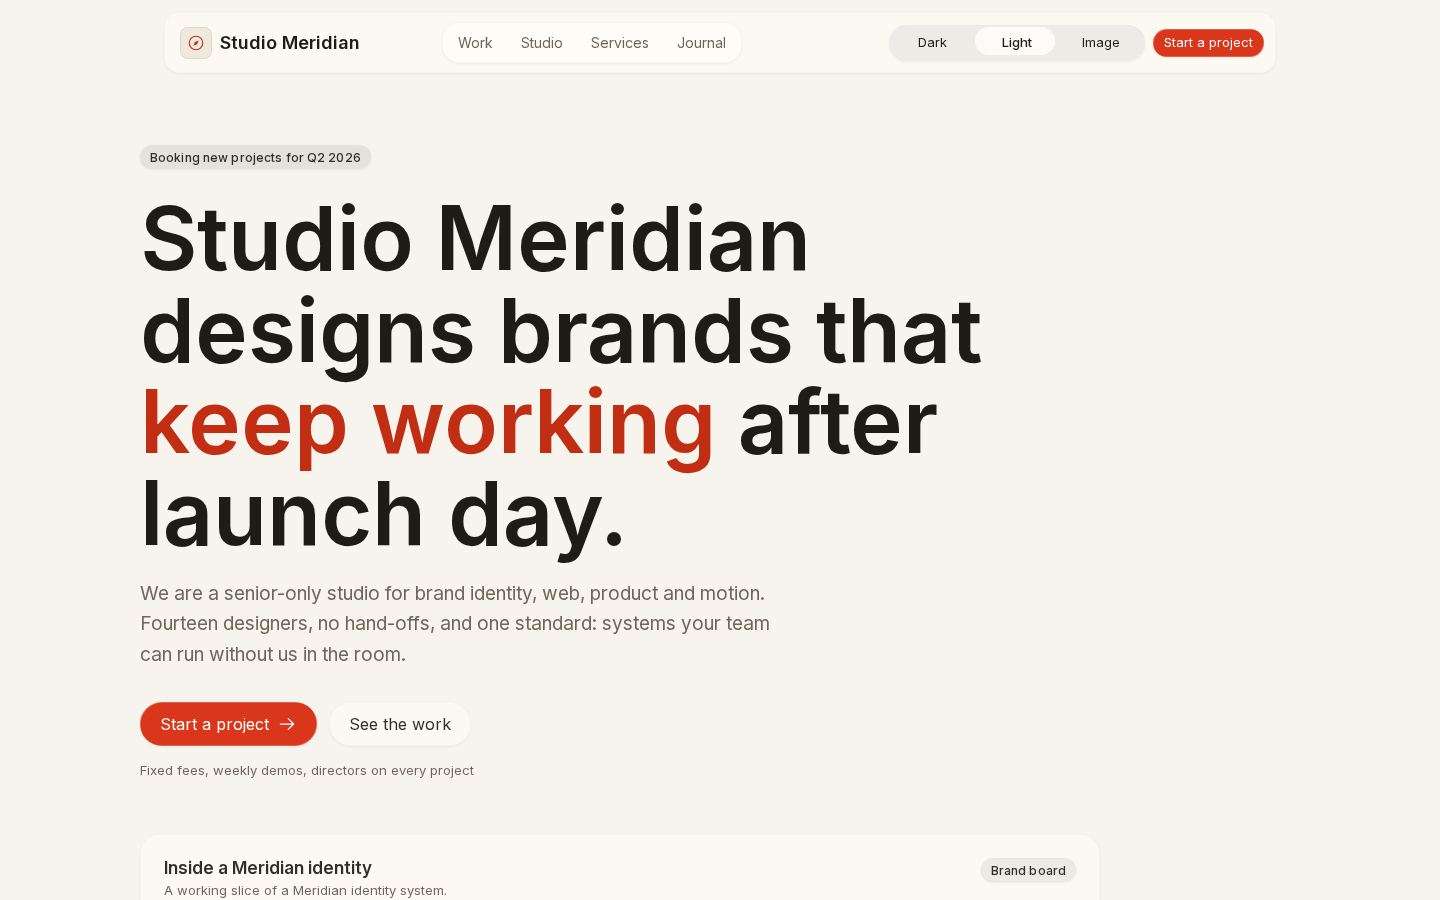 Studio Meridian
Work
Studio
Services
Journal
Dark
Light
Image
Start a project
Booking new projects for Q2 2026
Studio Meridian
designs brands that
keep working after
launch day.
We are a senior-only studio for brand identity, web, product and motion.
Fourteen designers, no hand-offs, and one standard: systems your team
can run without us in the room.
Start a project
See the work
Fixed fees, weekly demos, directors on every project
Inside a Meridian identity
Brand board
A working slice of a Meridian identity system.